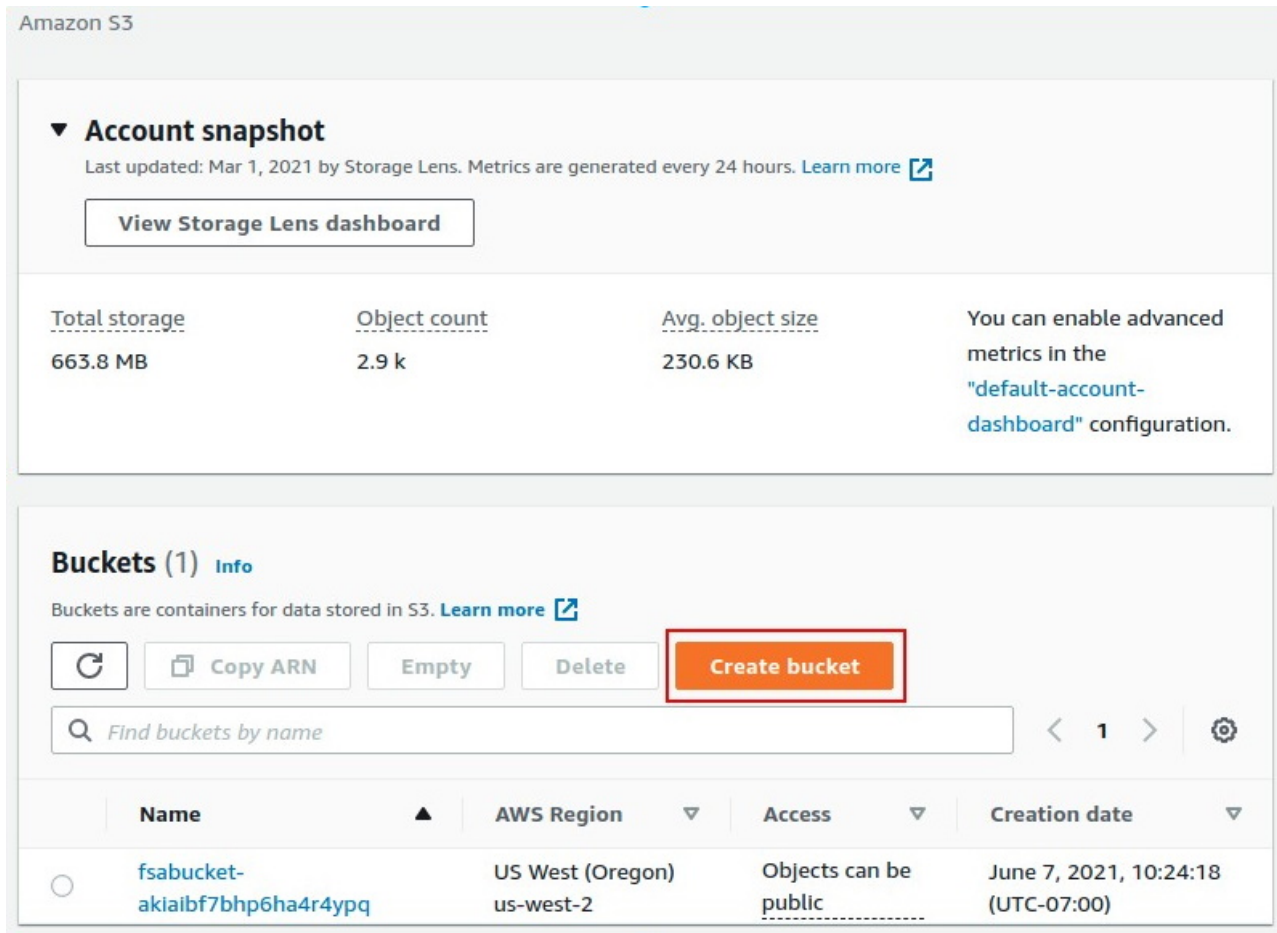 Amazon S3
Account snapshot
Last updated: Mar 1, 2021 by Storage Lens. Metrics are generated every 24 hours. Learn more
View Storage Lens dashboard
Total storage
663.8 MB
Object count
2.9 k
Avg. object size
230.6 KB
You can enable advanced
metrics in the
"default-account-
dashboard" configuration.
Buckets (1) Info
Buckets are containers for data stored in S3. Learn more
Copy ARN Empty Delete Create bucket
Find buckets by name 1
Name AWS Region Access Creation date
fsabucket-
akiaibf7bhp6ha4r4ypq
US West (Oregon)
us-west-2
Objects can be
public
June 7, 2021, 10:24:18
(UTC-07:00)